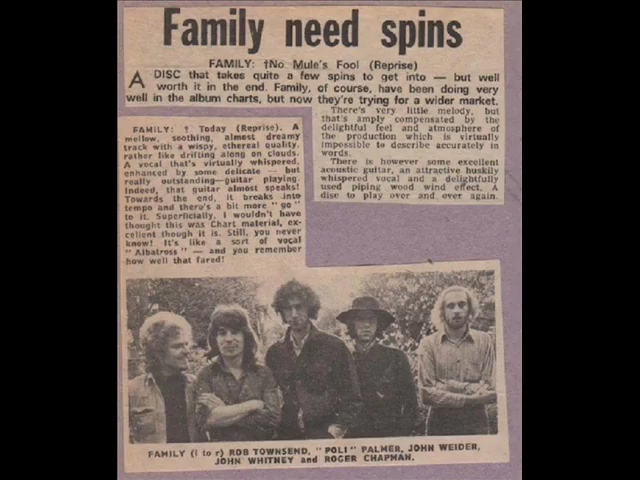 Family need spins
FAMILY: †No Mule's Fool (Reprise)
A DISC that takes quite a few spins to get into — but well
worth it in the end. Family, of course, have been doing very
well in the album charts, but now they're trying for a wider market.
There's very little melody, but
that's amply compensated by the
delightful feel and atmosphere of
the production which is virtually
impossible to describe accurately in
words.
There is however some excellent
acoustic guitar, an attractive huskily
whispered vocal and a delightfully
used piping wood wind effect. A
disc to play over and over again.
FAMILY: † Today (Reprise). A
mellow, soothing, almost dreamy
track with a wispy, ethereal quality,
rather like drifting along on clouds.
A vocal that's virtually whispered,
enhanced by some delicate — but
really outstanding—guitar playing.
Indeed, that guitar almost speaks!
Towards the end, it breaks into
tempo and there's a bit more "go"
to it. Superficially, I wouldn't have
thought this was Chart material, ex-
cellent though it is. Still, you never
know! It's like a sort of vocal
"Albatross" — and you remember
how well that fared!
FAMILY (l to r) ROB TOWNSEND, "POLI" PALMER, JOHN WEIDER,
JOHN WHITNEY and ROGER CHAPMAN.